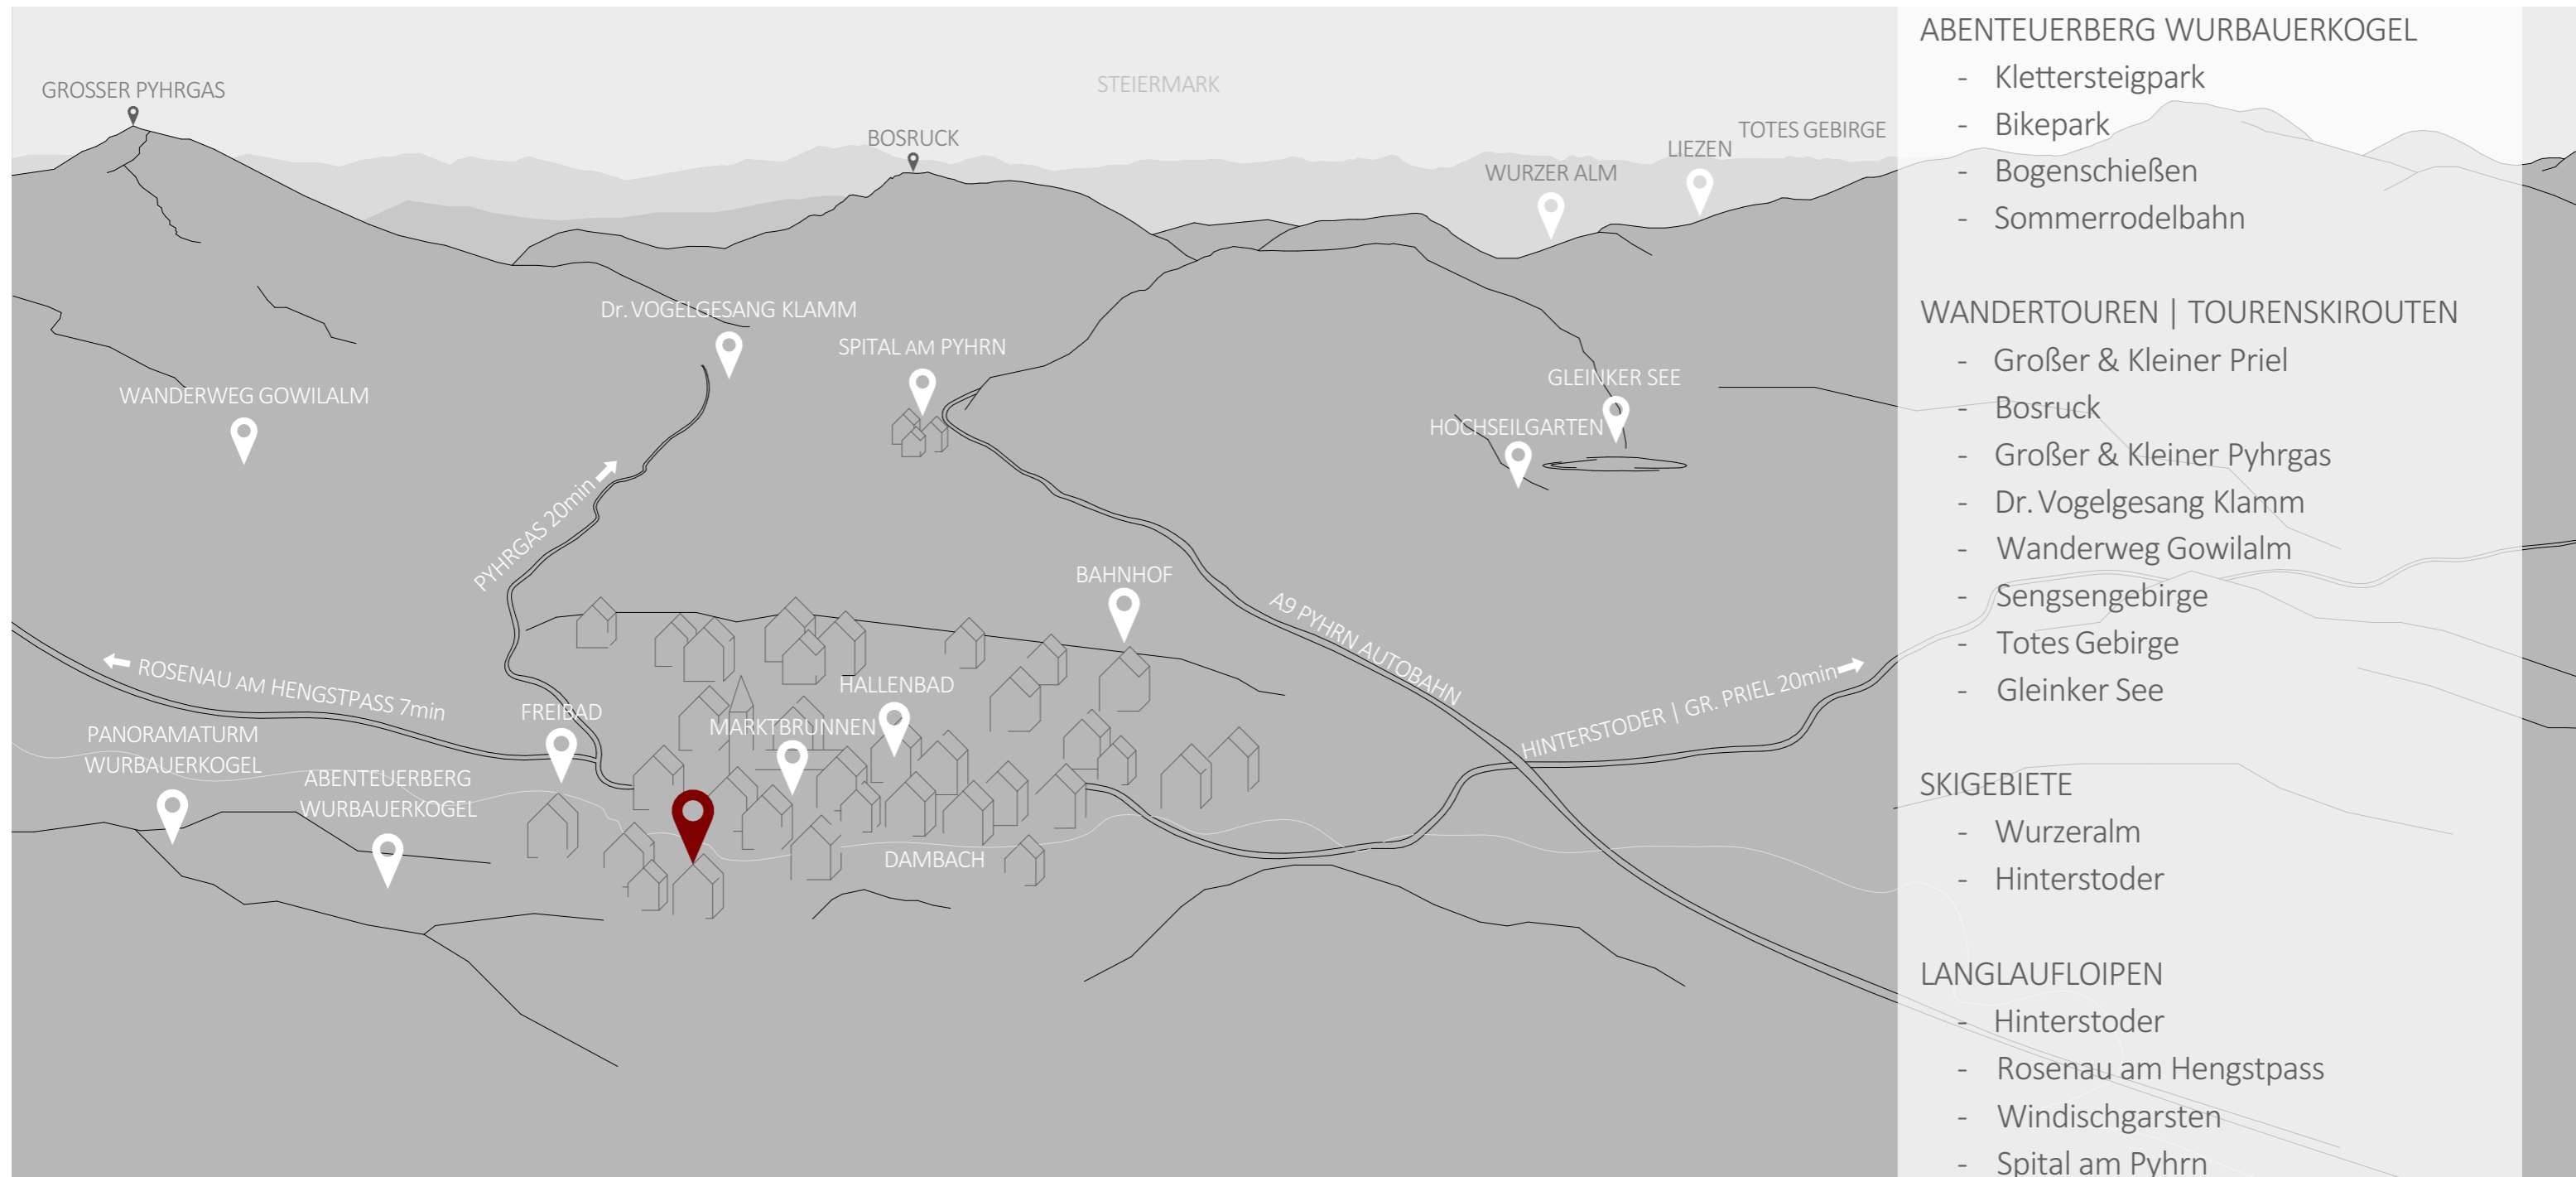 GROSSER PYHRGAS
STEIERMARK
BOSRUCK
TOTES GEBIRGE
LIEZEN
WURZER ALM
Dr. VOGELGESANG KLAMM
SPITAL AM PYHRN
GLEINKER SEE
WANDERWEG GOWILALM
HOCHSEILGARTEN
PYHRGAS 20min
BAHNHOF
A9 PYHRN AUTOBAHN
ROSENAU AM HENGSTPASS 7min
HALLENBAD
HINTERSTODER | GR. PRIEL 20min
FREIBAD
MARKTBRUNNEN
PANORAMATURM
WURBAUERKOGEL
ABENTEUERBERG
WURBAUERKOGEL
DAMBACH
ABENTEUERBERG WURBAUERKOGEL
- Klettersteigpark
- Bikepark
- Bogenschießen
- Sommerrodelbahn
WANDERTOUREN | TOURENSKIROUTEN
- Großer & Kleiner Priel
- Bosruck
- Großer & Kleiner Pyhrgas
- Dr. Vogelgesang Klamm
- Wanderweg Gowilalm
- Sengsengebirge
- Totes Gebirge
- Gleinker See
SKIGEBIETE
- Wurzeralm
- Hinterstoder
LANGLAUFLOIPEN
- Hinterstoder
- Rosenau am Hengstpass
- Windischgarsten
- Spital am Pyhrn